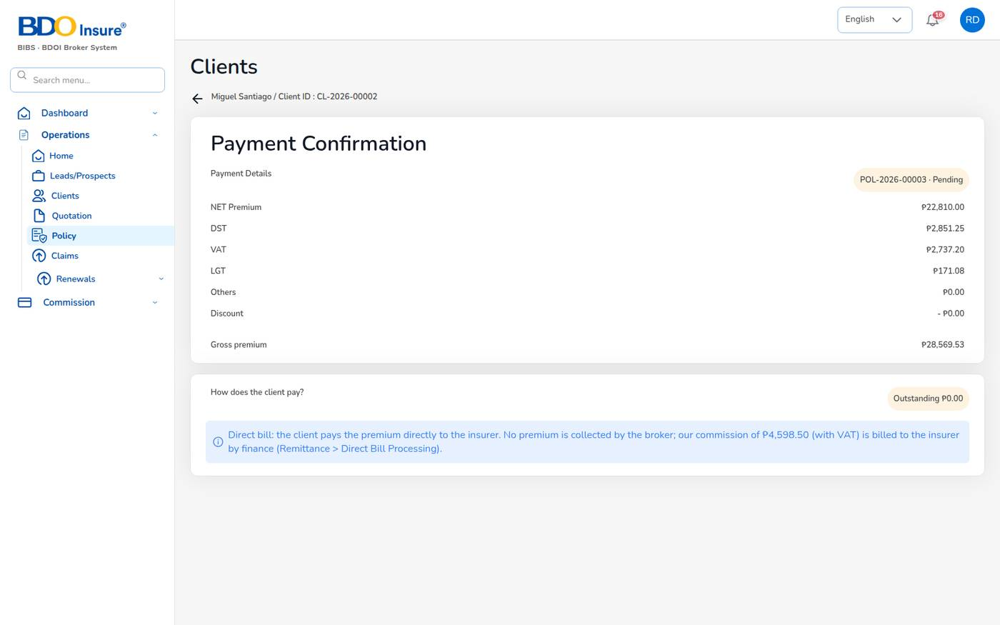 BDO Insure®
BIBS · BDOI Broker System
Search menu...
Dashboard
Operations
Home
Leads/Prospects
Clients
Quotation
Policy
Claims
Renewals
Commission
English
16
RD
Clients
Miguel Santiago / Client ID : CL-2026-00002
Payment Confirmation
Payment Details
POL-2026-00003 · Pending
NET Premium ₱22,810.00
DST ₱2,851.25
VAT ₱2,737.20
LGT ₱171.08
Others ₱0.00
Discount - ₱0.00
Gross premium ₱28,569.53
How does the client pay?
Outstanding ₱0.00
Direct bill: the client pays the premium directly to the insurer. No premium is collected by the broker; our commission of ₱4,598.50 (with VAT) is billed to the insurer
by finance (Remittance > Direct Bill Processing).